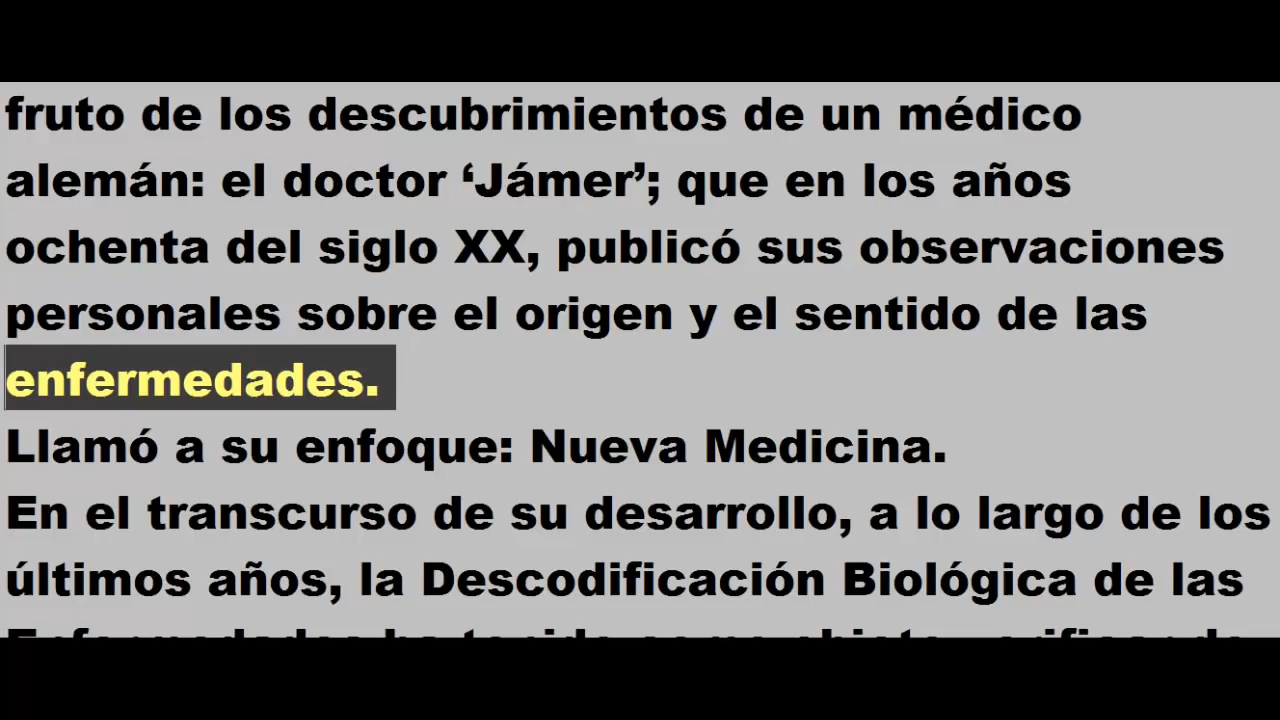 fruto de los descubrimientos de un médico
alemán: el doctor ‘Jámer’; que en los años
ochenta del siglo XX, publicó sus observaciones
personales sobre el origen y el sentido de las
enfermedades.
Llamó a su enfoque: Nueva Medicina.
En el transcurso de su desarrollo, a lo largo de los
últimos años, la Descodificación Biológica de las